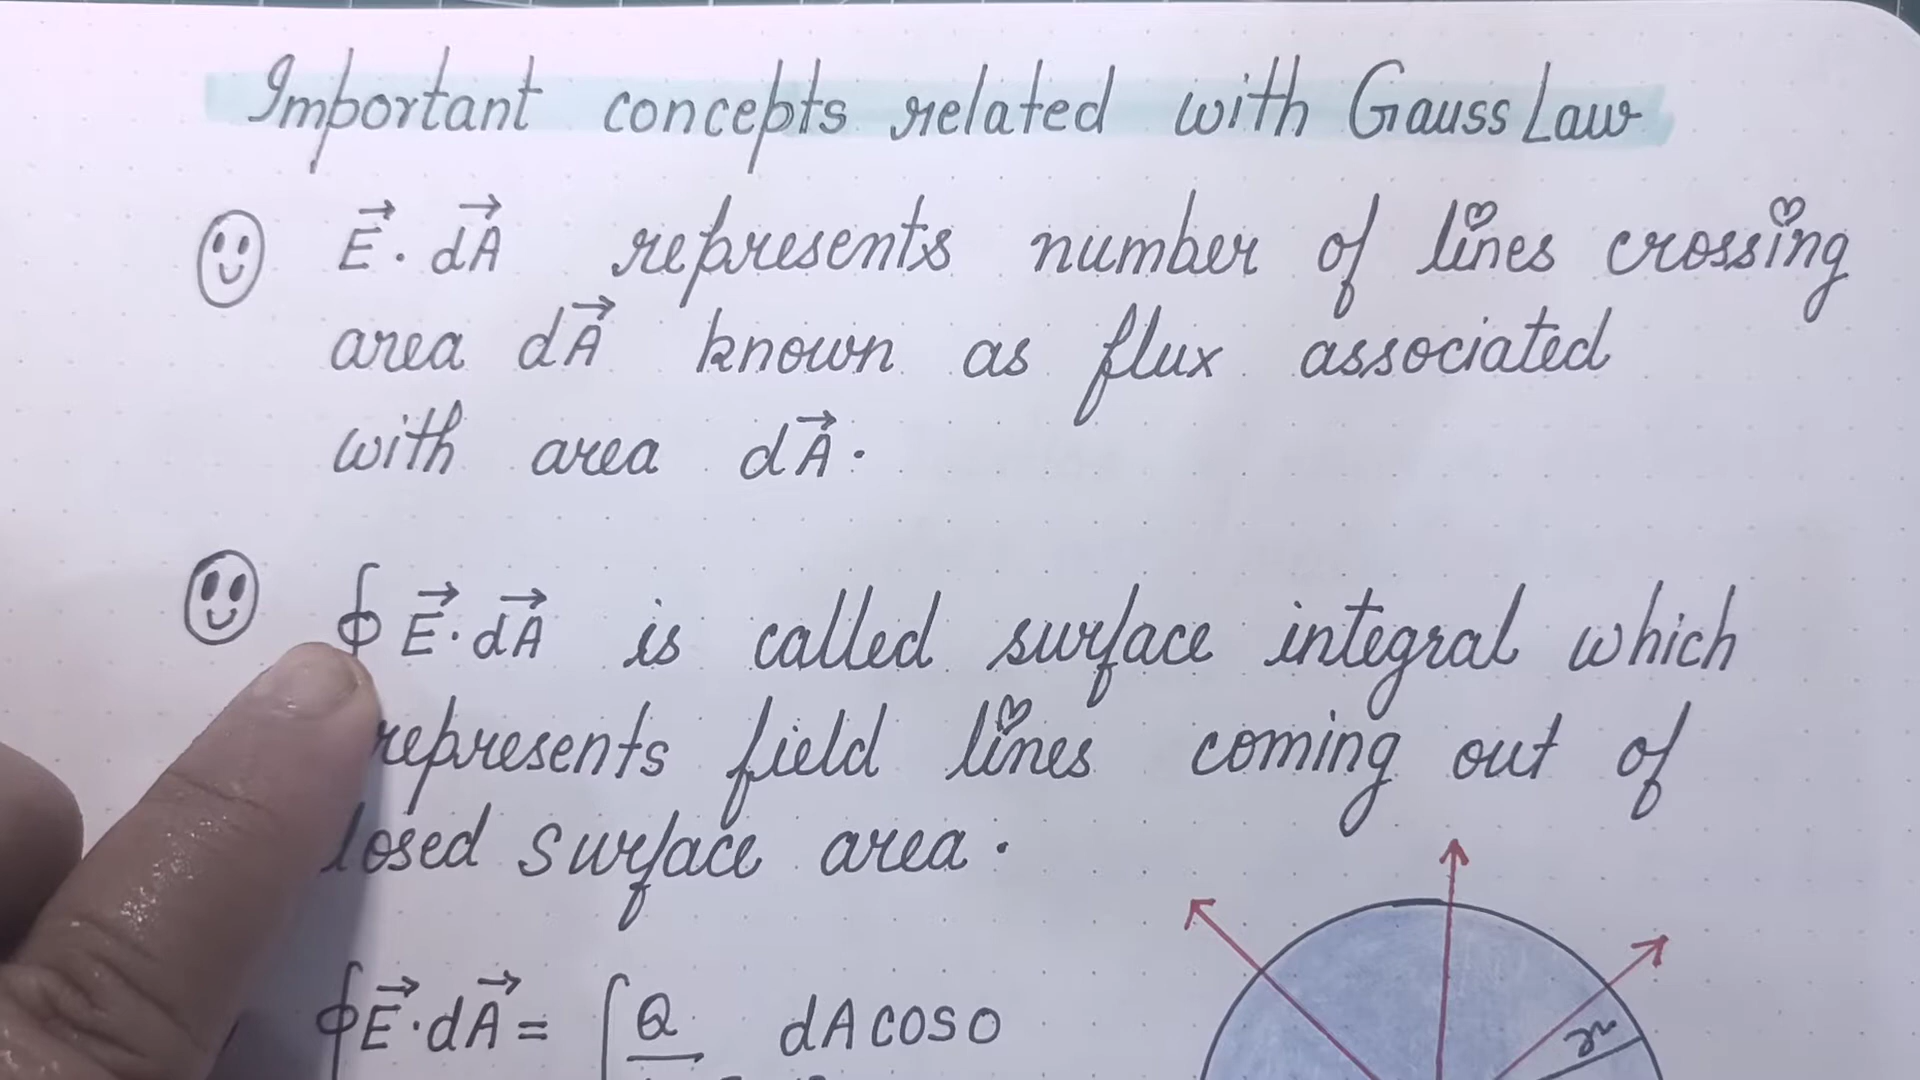 Important concepts related with Gauss Law
E⃗ · dA⃗ represents number of lines crossing
area dA⃗ known as flux associated
with area dA⃗.
∮ E⃗ · dA⃗ is called surface integral which
represents field lines coming out of
losed surface area.
∮E⃗ · dA⃗ = ∫ Q dA cos 0
r